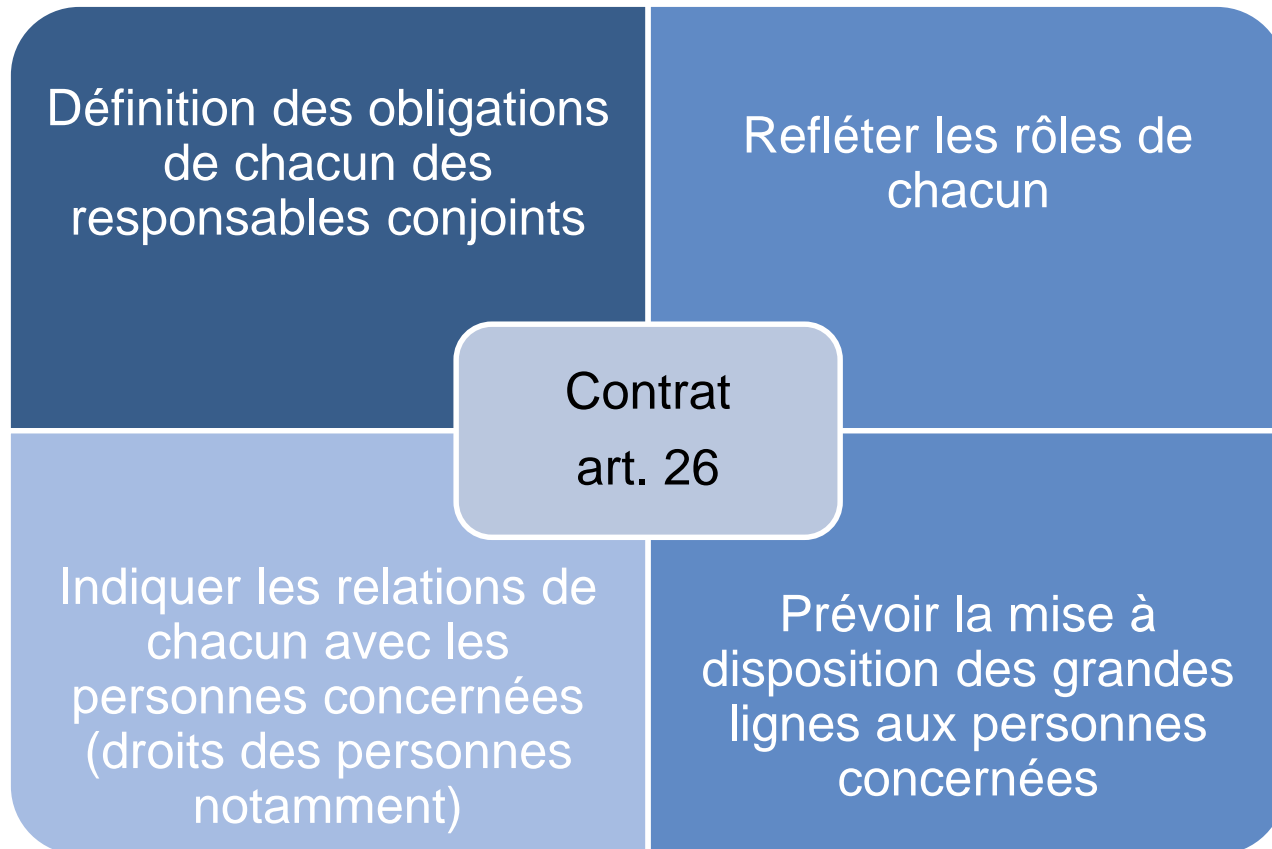 Définition des obligations
de chacun des
responsables conjoints
Refléter les rôles de
chacun
Contrat
art. 26
Indiquer les relations de
chacun avec les
personnes concernées
(droits des personnes
notamment)
Prévoir la mise à
disposition des grandes
lignes aux personnes
concernées